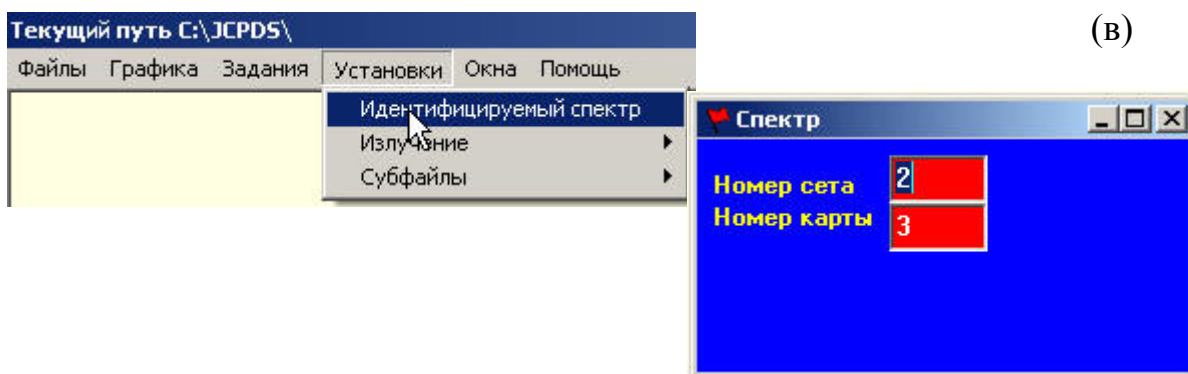 (в)
Текущий путь C:\JCPDS\
Файлы Графика Задания Установки Окна Помощь
Идентифицируемый спектр
Излучение
Субфайлы
Спектр
Номер сета 2
Номер карты 3